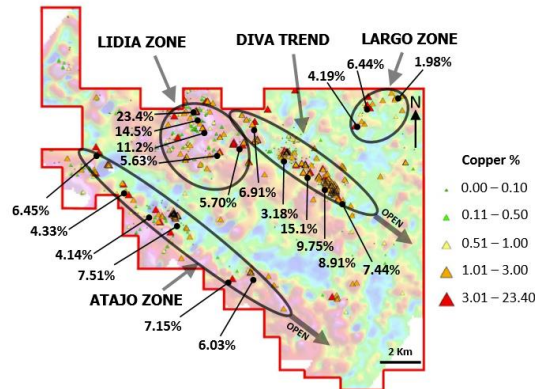 LIDIA ZONE
DIVA TREND
LARGO ZONE
4.19%
6.44%
1.98%
N
23.4%
14.5%
11.2%
5.63%
5.70%
6.91%
3.18%
15.1%
9.75%
8.91%
7.44%
OPEN
6.45%
4.33%
4.14%
7.51%
ATAJO ZONE
7.15%
6.03%
OPEN
2 Km
Copper %
0.00 – 0.10
0.11 – 0.50
0.51 – 1.00
1.01 – 3.00
3.01 – 23.40